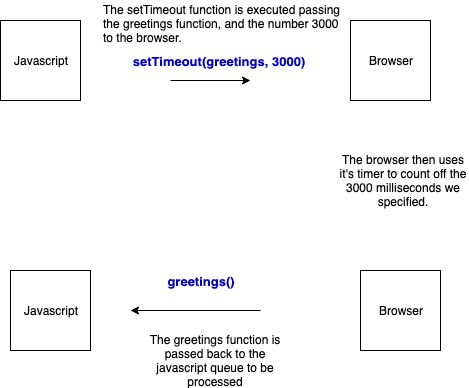 The setTimeout function is executed passing
the greetings function, and the number 3000
to the browser.
Javascript
setTimeout(greetings, 3000)
Browser
The browser then uses
it's timer to count off the
3000 milliseconds we
specified.
Javascript
greetings()
Browser
The greetings function is
passed back to the
javascript queue to be
processed